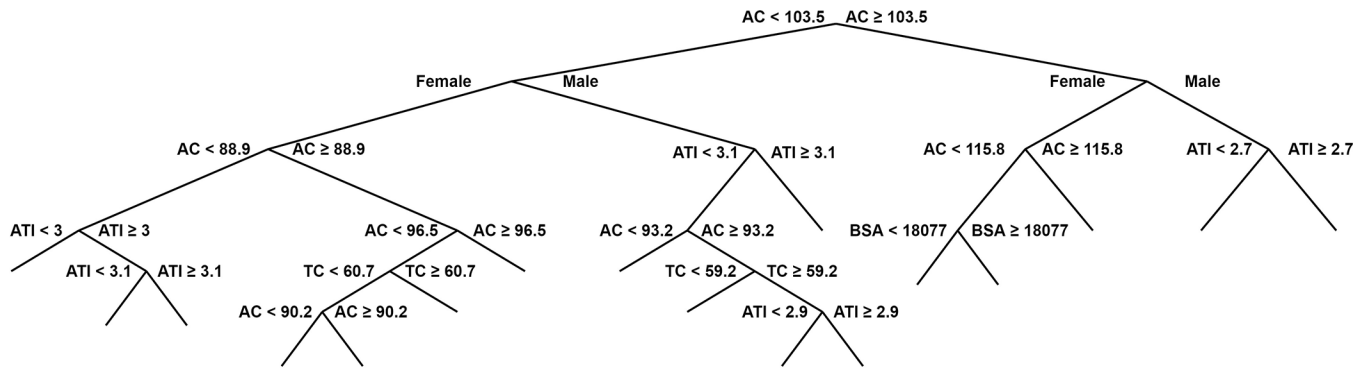 AC < 103.5 AC ≥ 103.5
Female Male Female Male
AC < 88.9 AC ≥ 88.9 ATI < 3.1 ATI ≥ 3.1 AC < 115.8 AC ≥ 115.8 ATI < 2.7 ATI ≥ 2.7
ATI < 3 ATI ≥ 3 AC < 96.5 AC ≥ 96.5 AC < 93.2 AC ≥ 93.2 BSA < 18077 BSA ≥ 18077
ATI < 3.1 ATI ≥ 3.1 TC < 60.7 TC ≥ 60.7 TC < 59.2 TC ≥ 59.2
AC < 90.2 AC ≥ 90.2 ATI < 2.9 ATI ≥ 2.9